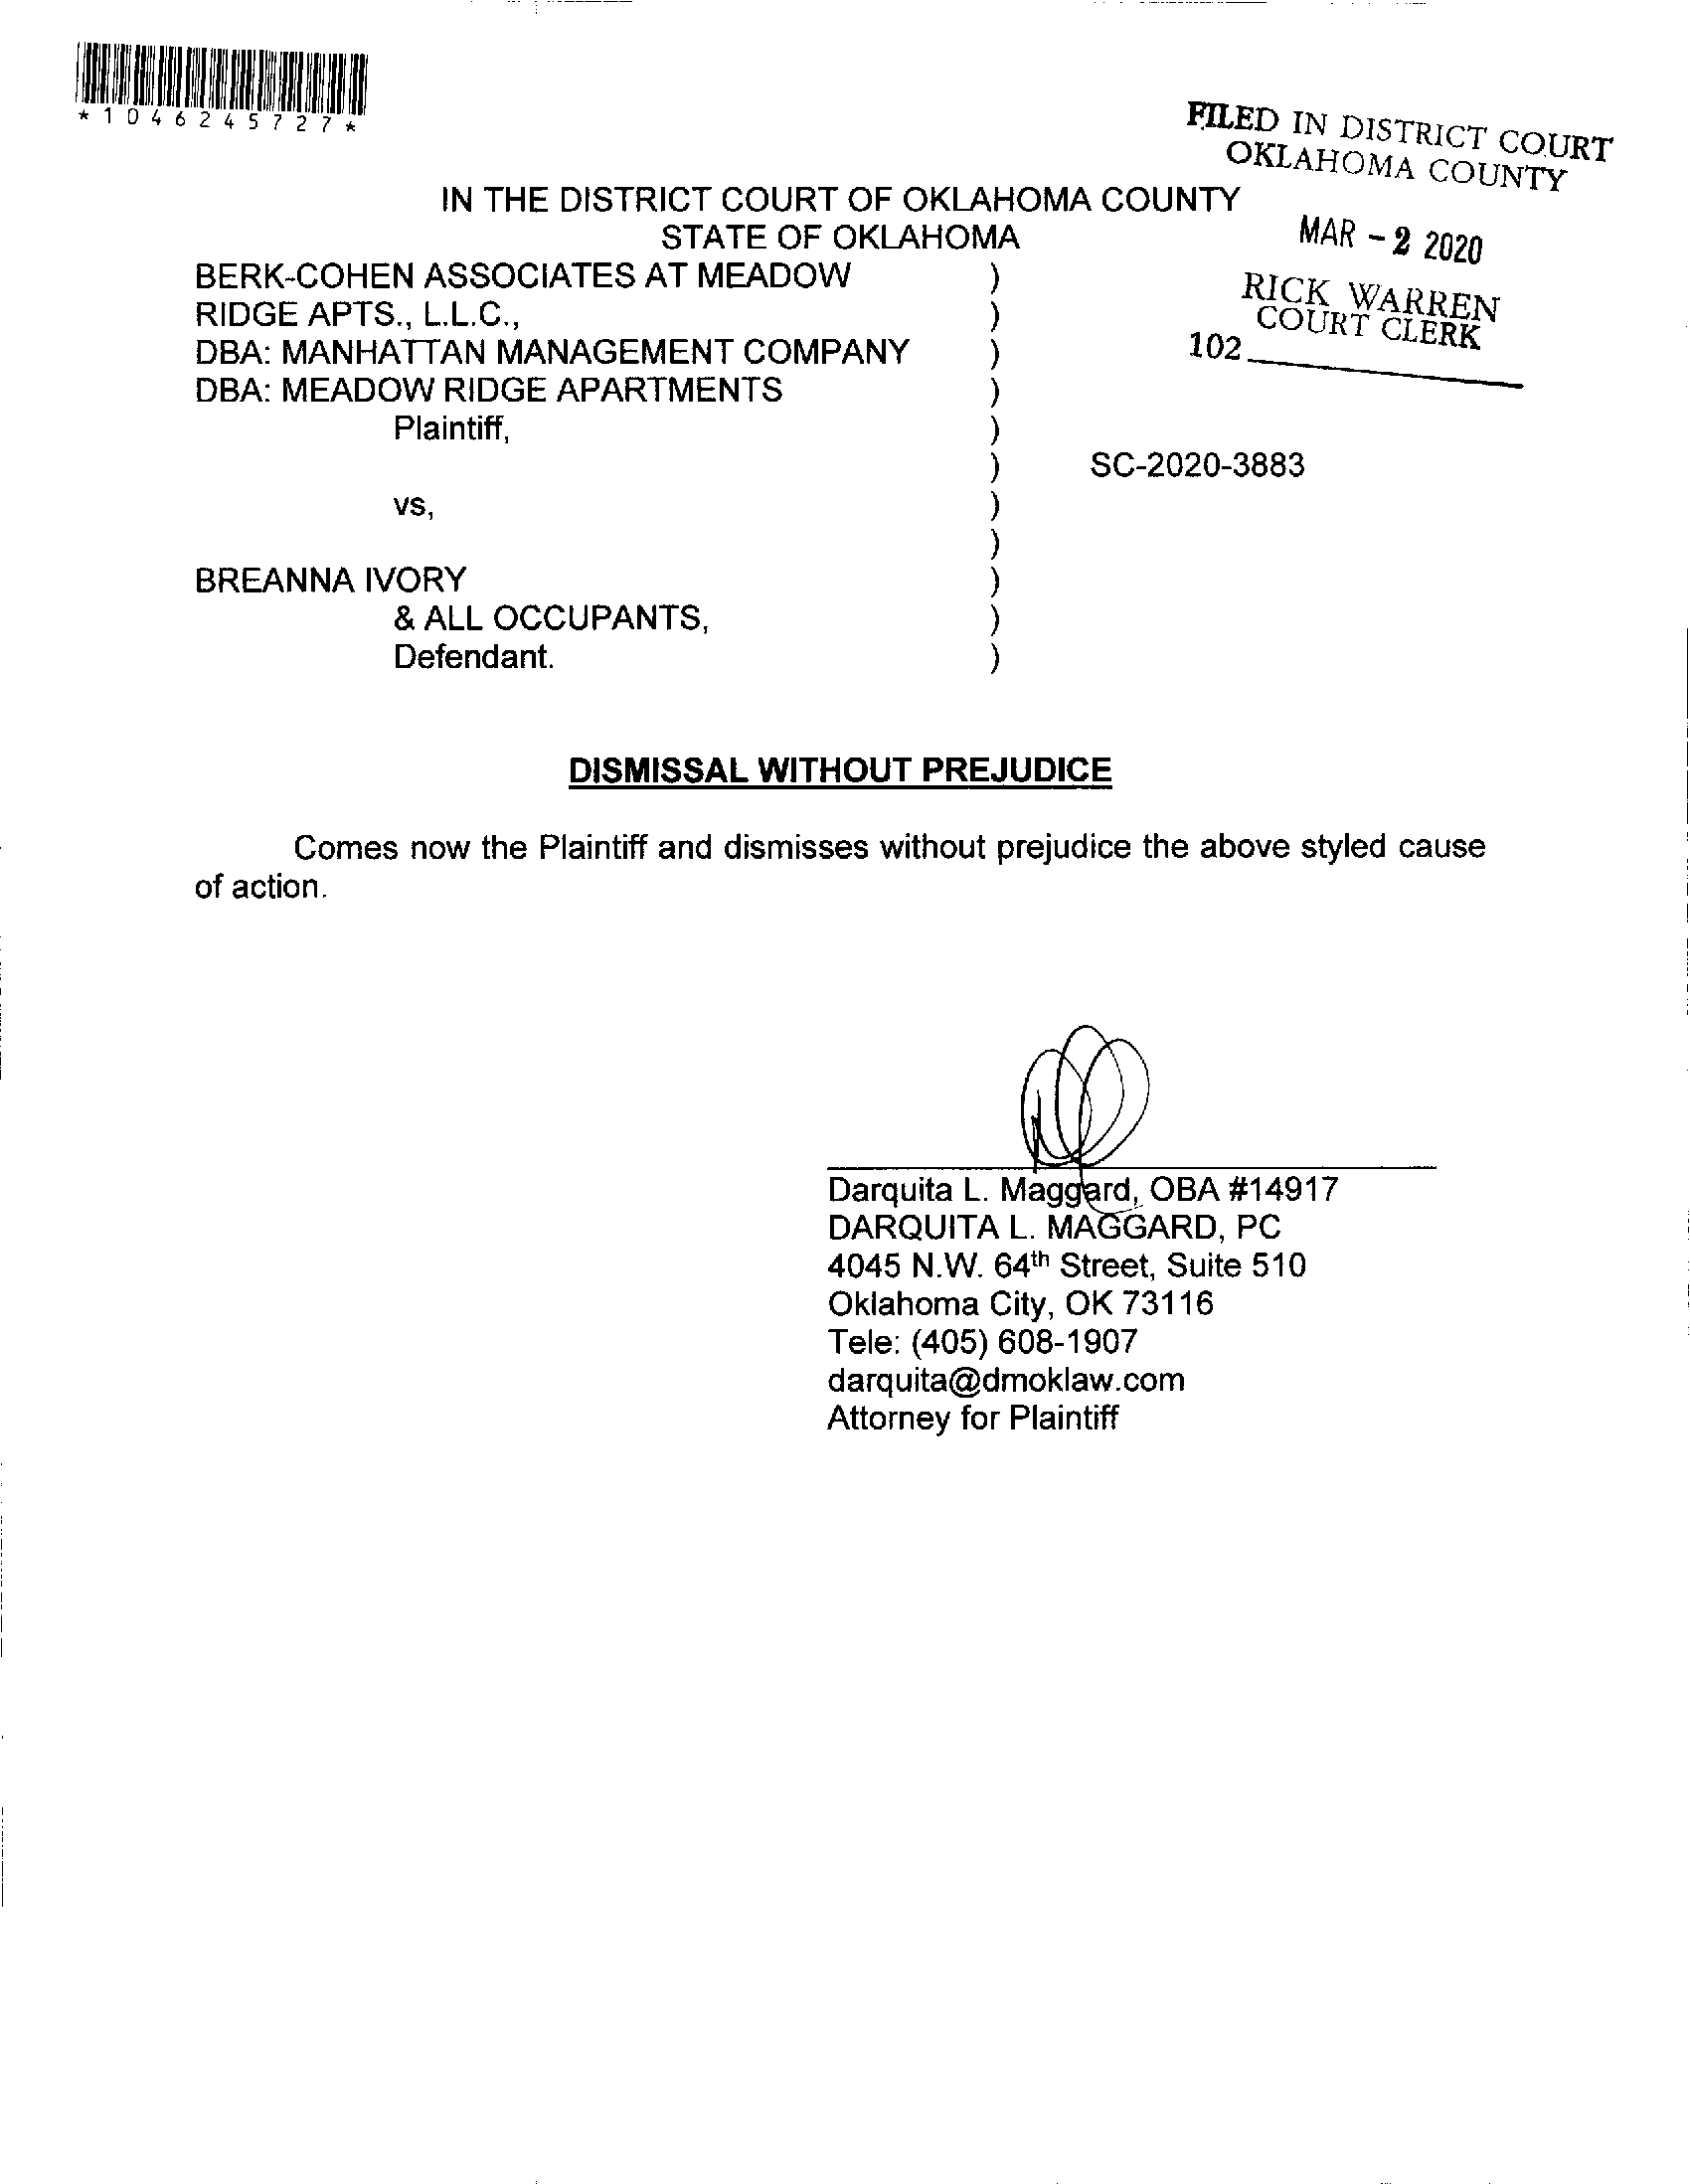 *1046245727*
FILED IN DISTRICT COURT
OKLAHOMA COUNTY
MAR - 2 2020
RICK WARREN
COURT CLERK
102
IN THE DISTRICT COURT OF OKLAHOMA COUNTY
STATE OF OKLAHOMA
BERK-COHEN ASSOCIATES AT MEADOW )
RIDGE APTS., L.L.C., )
DBA: MANHATTAN MANAGEMENT COMPANY )
DBA: MEADOW RIDGE APARTMENTS )
Plaintiff, )
) SC-2020-3883
vs, )
)
BREANNA IVORY )
& ALL OCCUPANTS, )
Defendant. )
DISMISSAL WITHOUT PREJUDICE
Comes now the Plaintiff and dismisses without prejudice the above styled cause
of action.
Darquita L. Maggard, OBA #14917
DARQUITA L. MAGGARD, PC
4045 N.W. 64th Street, Suite 510
Oklahoma City, OK 73116
Tele: (405) 608-1907
darquita@dmoklaw.com
Attorney for Plaintiff